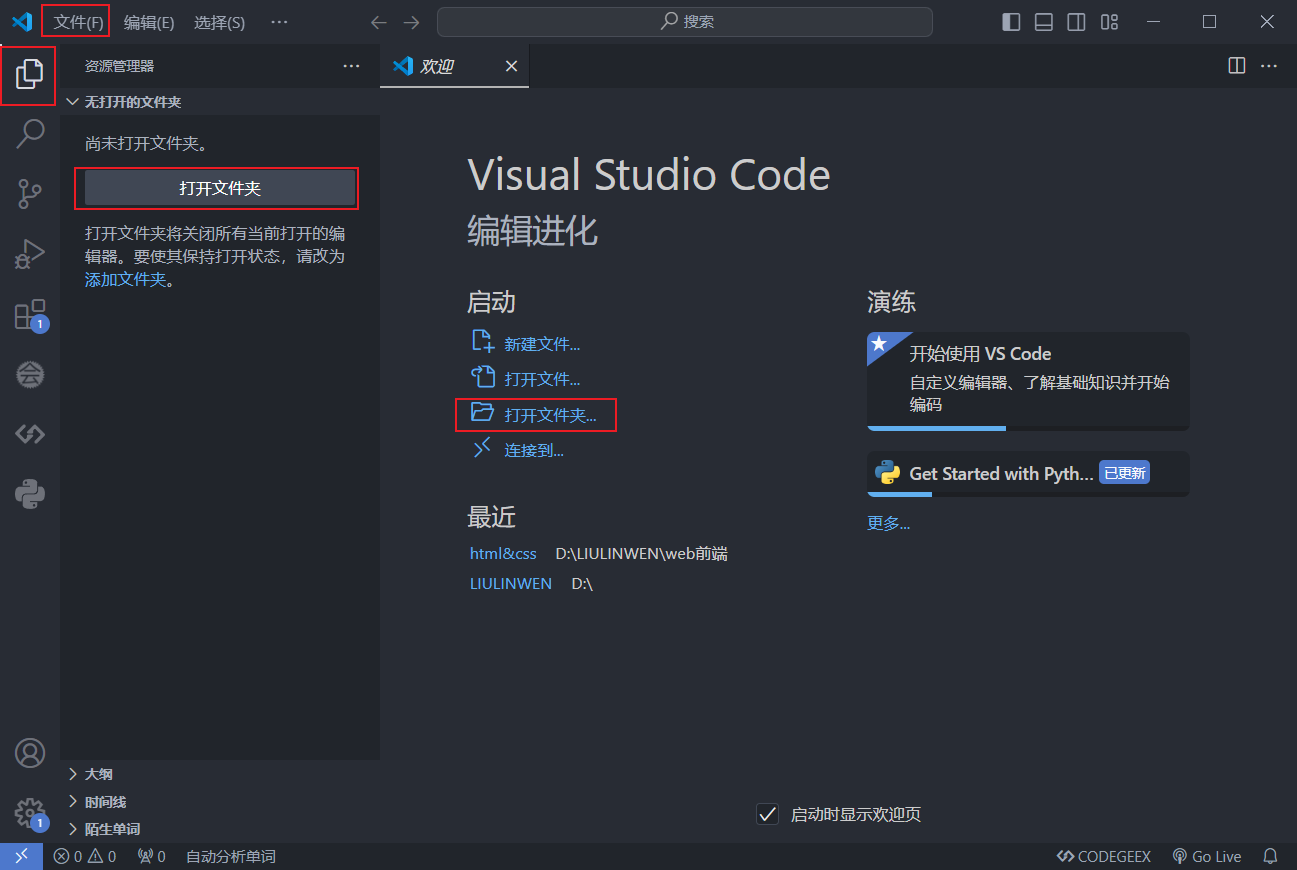 文件(F) 编辑(E) 选择(S) ··· 搜索
资源管理器 ···
欢迎
无打开的文件夹
尚未打开文件夹。
打开文件夹
打开文件夹将关闭所有当前打开的编
辑器。要使其保持打开状态，请改为
添加文件夹。
1
Visual Studio Code
编辑进化
启动
新建文件...
打开文件...
打开文件夹...
连接到...
最近
html&css D:\LIULINWEN\web前端
LIULINWEN D:\
演练
开始使用 VS Code
自定义编辑器、了解基础知识并开始
编码
Get Started with Pyth... 已更新
更多...
启动时显示欢迎页
大纲
时间线
陌生单词
1
0 0 0 自动分析单词 CODEGEEX Go Live